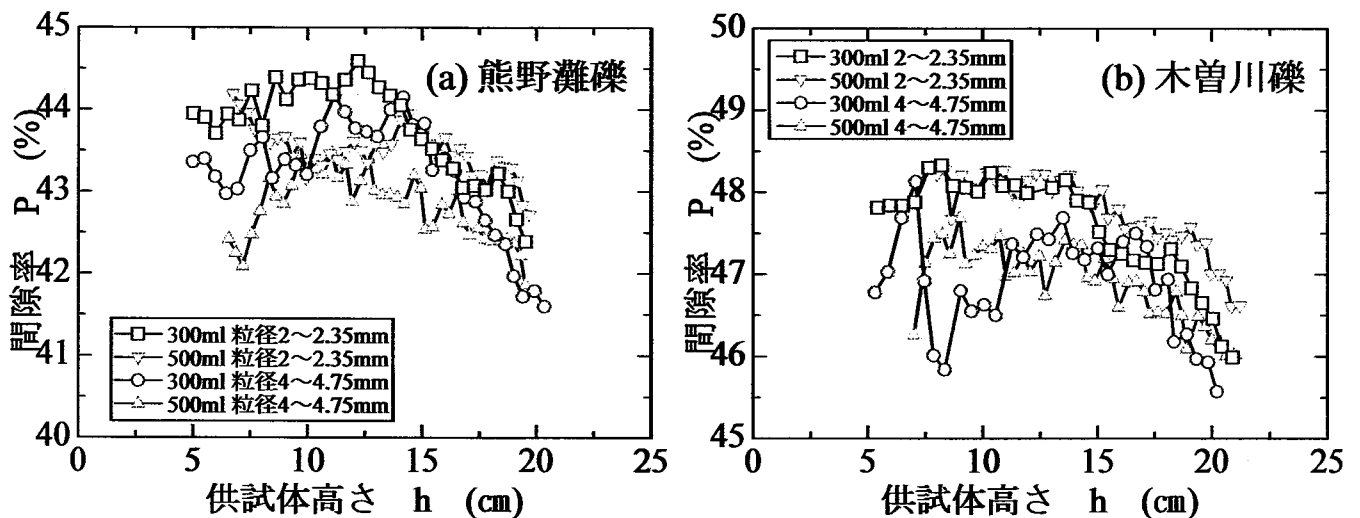 (a) 熊野灘礫
間隙率 P (%)
45
44
43
42
41
40
300ml 粒径2～2.35mm
500ml 粒径2～2.35mm
300ml 粒径4～4.75mm
500ml 粒径4～4.75mm
0 5 10 15 20 25
供試体高さ h (cm)
(b) 木曽川礫
間隙率 P (%)
50
49
48
47
46
45
300ml 2～2.35mm
500ml 2～2.35mm
300ml 4～4.75mm
500ml 4～4.75mm
0 5 10 15 20 25
供試体高さ h (cm)